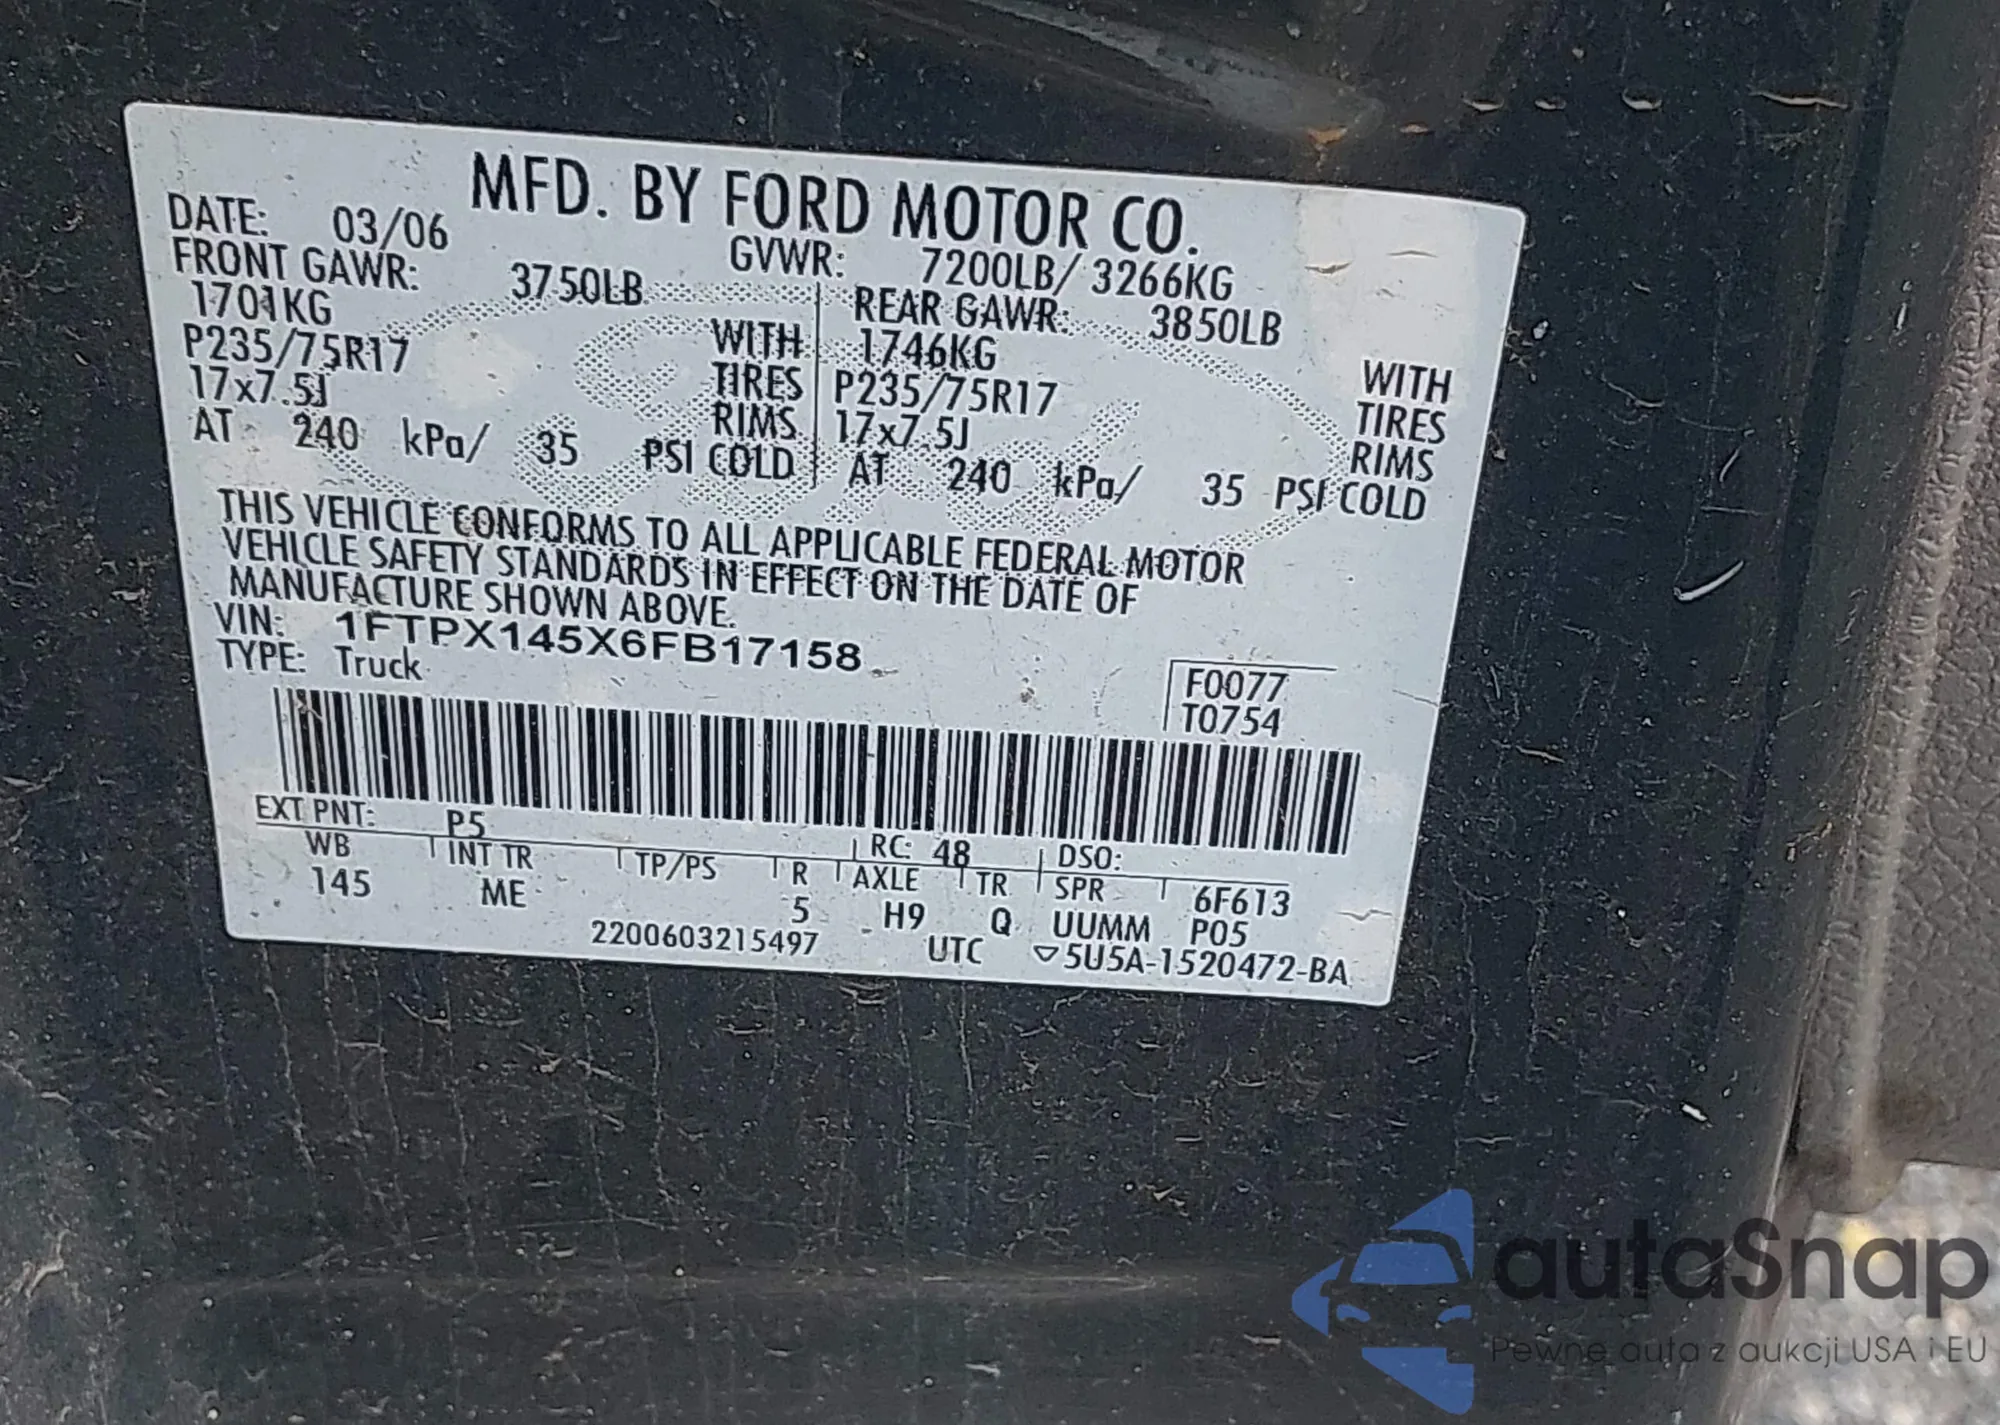 MFD. BY FORD MOTOR CO.
DATE: 03/06 GVWR: 7200LB/ 3266KG
FRONT GAWR: 3750LB REAR GAWR: 3850LB
1701KG WITH 1746KG WITH
P235/75R17 TIRES P235/75R17 TIRES
17x7.5J RIMS 17x7.5J RIMS
AT 240 kPa/ 35 PSI COLD AT 240 kPa/ 35 PSI COLD
THIS VEHICLE CONFORMS TO ALL APPLICABLE FEDERAL MOTOR
VEHICLE SAFETY STANDARDS IN EFFECT ON THE DATE OF
MANUFACTURE SHOWN ABOVE.
VIN: 1FTPX145X6FB17158
TYPE: Truck
F0077
T0754
EXT PNT: P5 RC: 48 DSO:
WB INT TR TP/PS R AXLE TR SPR 6F613
145 ME 5 H9 Q UUMM P05
2200603215497 UTC ▽5U5A-1520472-BA
autaSnap
Pewne auta z aukcji USA i EU